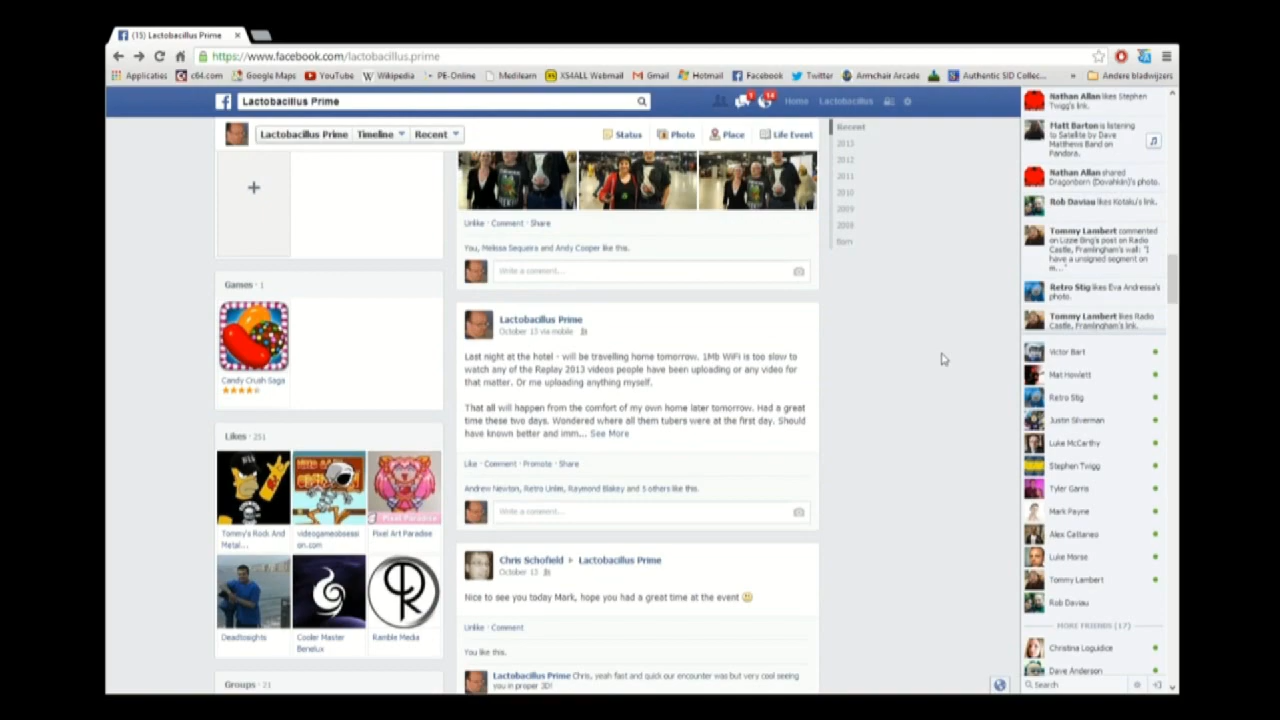 (15) Lactobacillus Prime
https://www.facebook.com/lactobacillus.prime
Applicaties c64.com Google Maps YouTube Wikipedia PE-Online Medilearn XS4ALL Webmail Gmail Hotmail Facebook Twitter Armchair Arcade Authentic SID Collec... » Andere bladwijzers
Lactobacillus Prime
Home Lactobacillus
Lactobacillus Prime Timeline Recent
Status Photo Place Life Event
Recent
2013
2012
2011
2010
2009
2008
Born
+
Unlike · Comment · Share
You, Melissa Sequeira and Andy Cooper like this.
Write a comment...
Games · 1
Candy Crush Saga
Lactobacillus Prime
October 13 via mobile
Last night at the hotel - will be travelling home tomorrow. 1Mb WiFi is too slow to
watch any of the Replay 2013 videos people have been uploading or any video for
that matter. Or me uploading anything myself.
That all will happen from the comfort of my own home later tomorrow. Had a great
time these two days. Wondered where all them tubers were at the first day. Should
have known better and imm... See More
Like · Comment · Promote · Share
Andrew Newton, Retro Unlim, Raymond Blakey and 5 others like this.
Write a comment...
Likes · 251
Tommy's Rock And
Metal...
videogameobsessi
on.com
Pixel Paradise
Pixel Art Paradise
Deadtosights
Cooler Master
Benelux
Ramble Media
Groups · 21
Chris Schofield ▸ Lactobacillus Prime
October 13
Nice to see you today Mark, hope you had a great time at the event
Unlike · Comment
You like this.
Lactobacillus Prime Chris, yeah fast and quick our encounter was but very cool seeing
you in proper 3D!
Nathan Allan likes Stephen
Twigg's link.
Matt Barton is listening
to Satellite by Dave
Matthews Band on
Pandora.
Nathan Allan shared
Dragonborn (Dovahkiin)'s photo.
Rob Daviau likes Kotaku's link.
Tommy Lambert commented
on Lizzie Bing's post on Radio
Castle, Framlingham's wall: "I
have a unsigned segment on
m..."
Retro Stig likes Eva Andressa's
photo.
Tommy Lambert likes Radio
Castle, Framlingham's link.
Victor Bart
Mat Howlett
Retro Stig
Justin Silverman
Luke McCarthy
Stephen Twigg
Tyler Garris
Mark Payne
Alex Cattaneo
Luke Morse
Tommy Lambert
Rob Daviau
MORE FRIENDS (17)
Christina Loguidice
Dave Anderson
Search